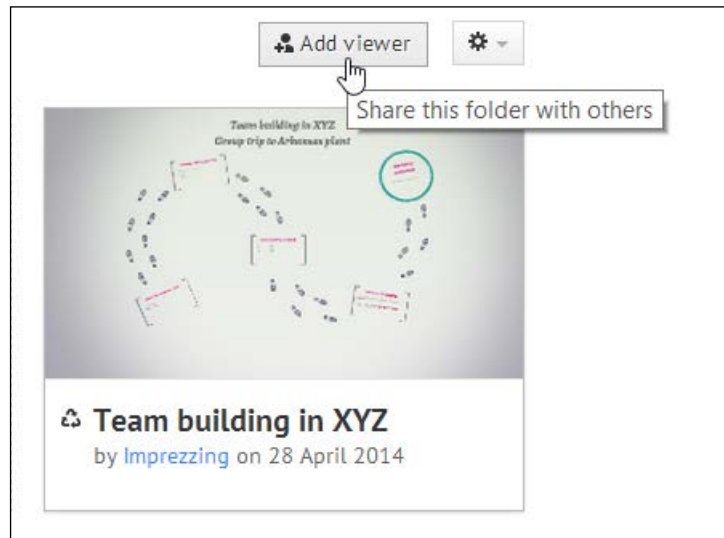 Add viewer
Share this folder with others
Team building in XYZ
Group trip to Arkansas plant
Team building in XYZ
by Imprezzing on 28 April 2014